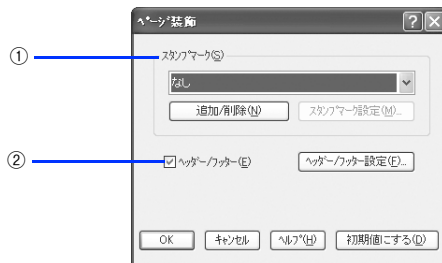 ページ装飾
①
スタンプマーク(S)
なし
追加/削除(N)
スタンプマーク設定(M)...
②
ヘッダー/フッター(E)
ヘッダー/フッター設定(F)...
OK
キャンセル
ヘルプ(H)
初期値にする(D)